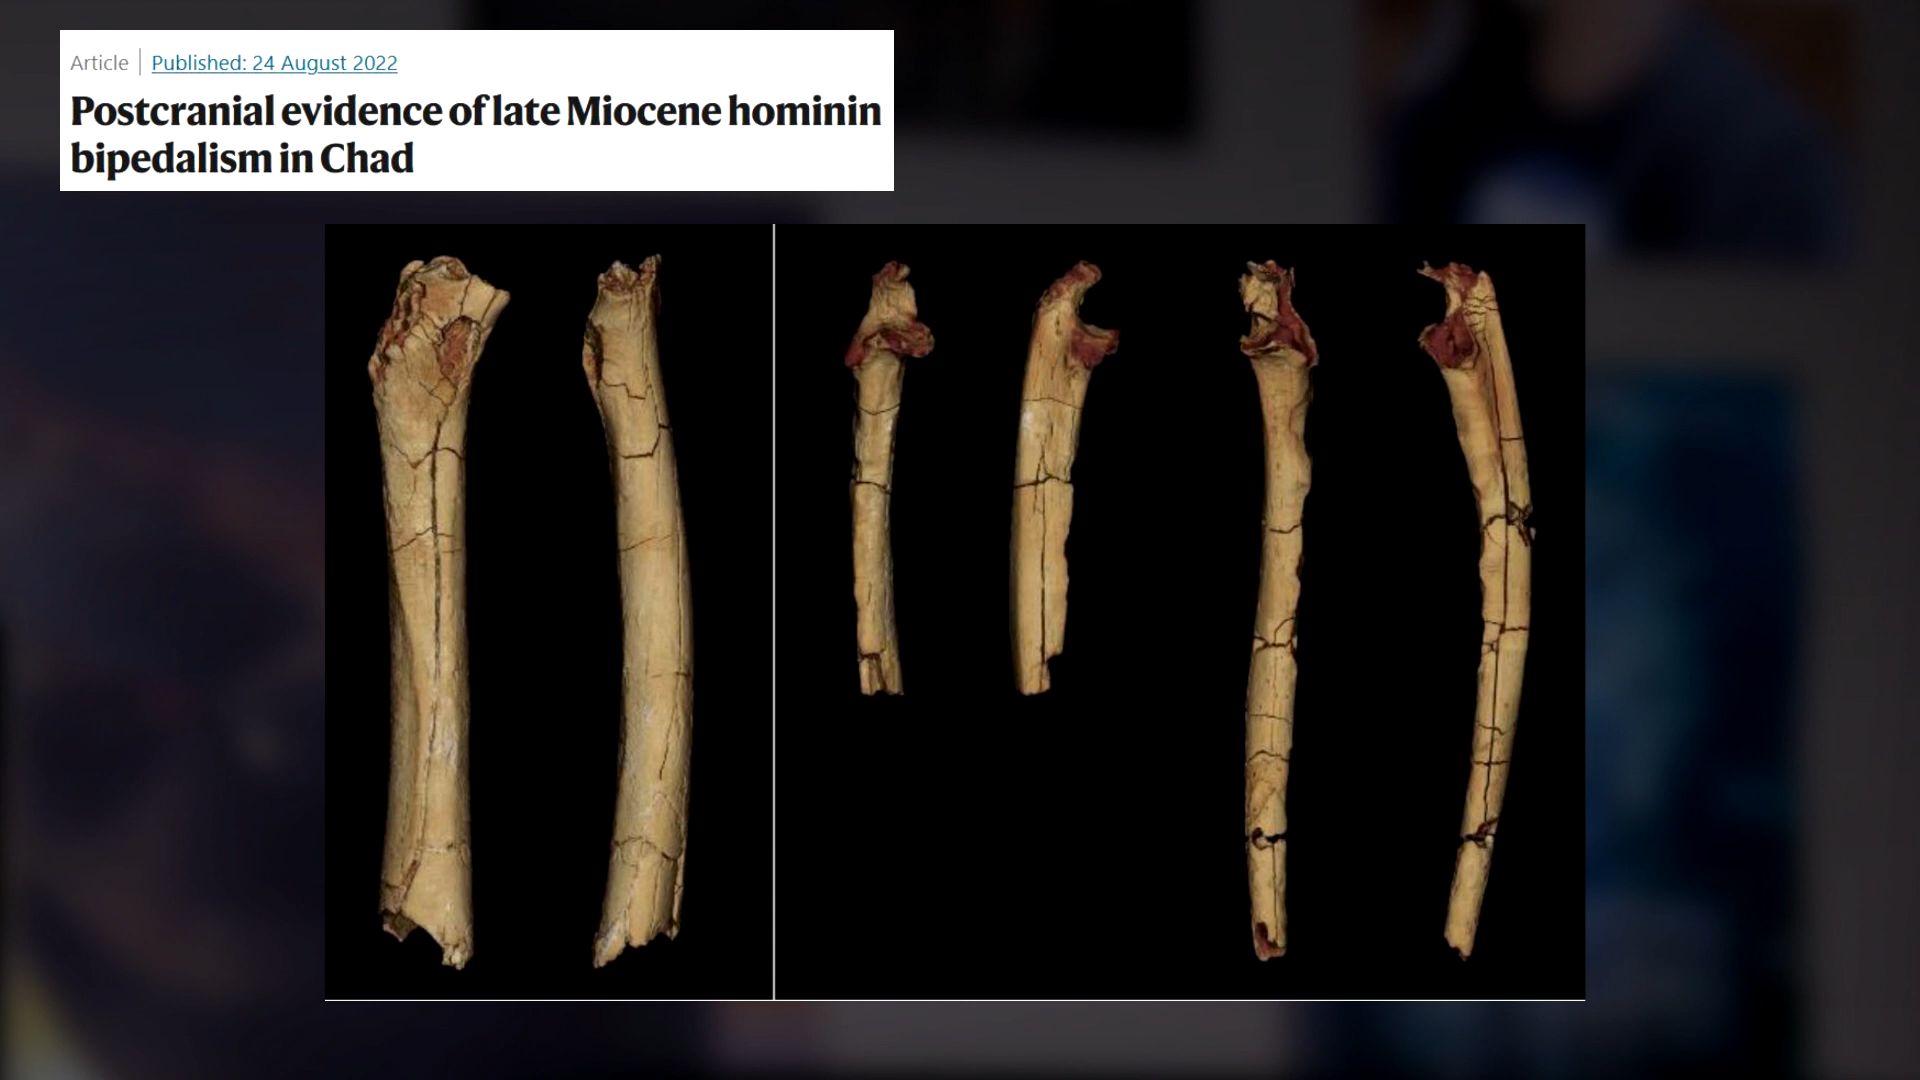 Article | Published: 24 August 2022
Postcranial evidence of late Miocene hominin
bipedalism in Chad